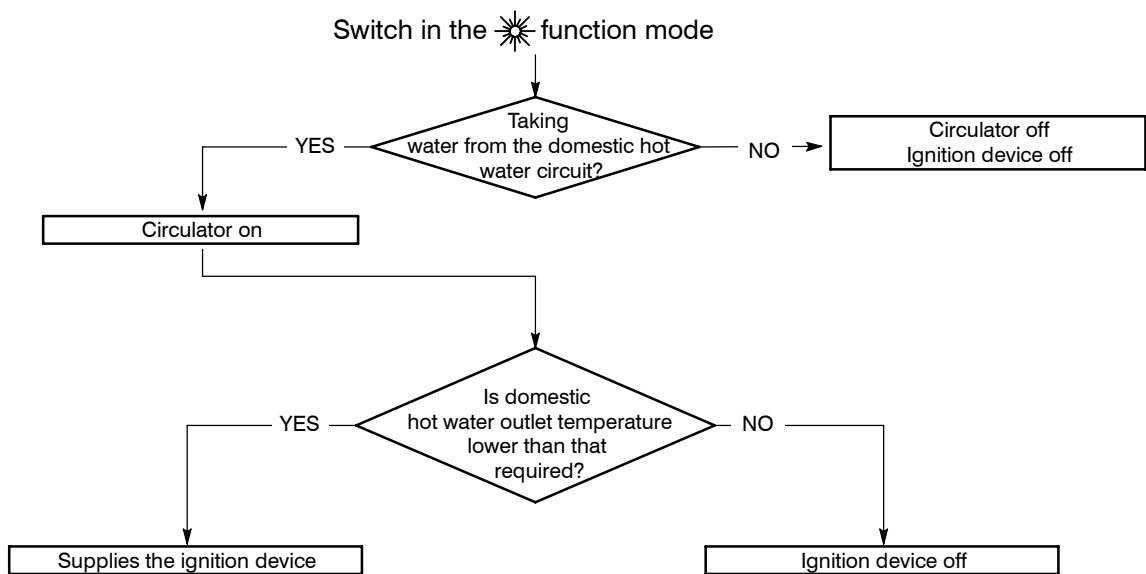 Switch in the function mode
Taking
water from the domestic hot
water circuit?
YES
NO
Circulator off
Ignition device off
Circulator on
Is domestic
hot water outlet temperature
lower than that
required?
YES
NO
Supplies the ignition device
Ignition device off